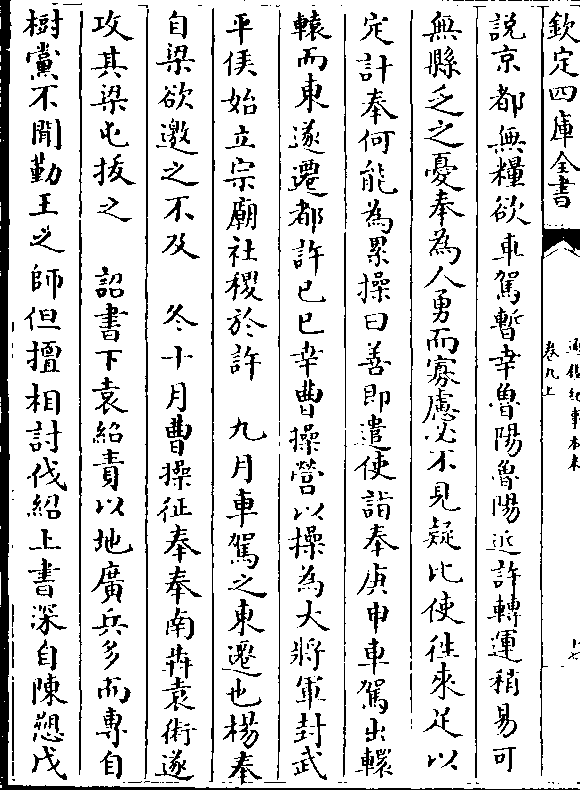 欽定四庫全書
通鑑紀事本末
卷九上
說京都無糧欲車駕暫幸魯陽魯陽近許轉運稍易可
無縣乏之憂奉為人勇而寡慮必不見疑比使徃來足以
定計奉何能為累操曰善即遣使詣奉庚申車駕出轘
轅而東遂遷都許己巳幸曹操營以操為大將軍封武
平侯始立宗廟社稷於許　九月車駕之東遷也楊奉
自梁欲邀之不及　冬十月曹操征奉奉南奔袁術遂
攻其梁屯拔之　詔書下袁紹責以地廣兵多而專自
樹黨不聞勤王之師但擅相討伐紹上書深自陳愬戊